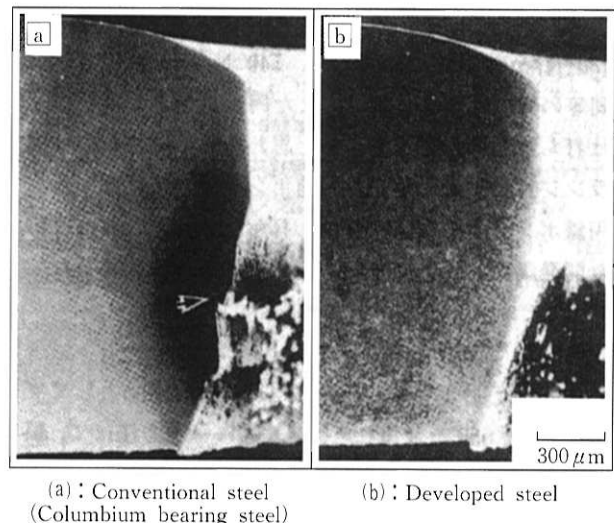 a
b
300 μm
(a): Conventional steel
(Columbium bearing steel)
(b): Developed steel